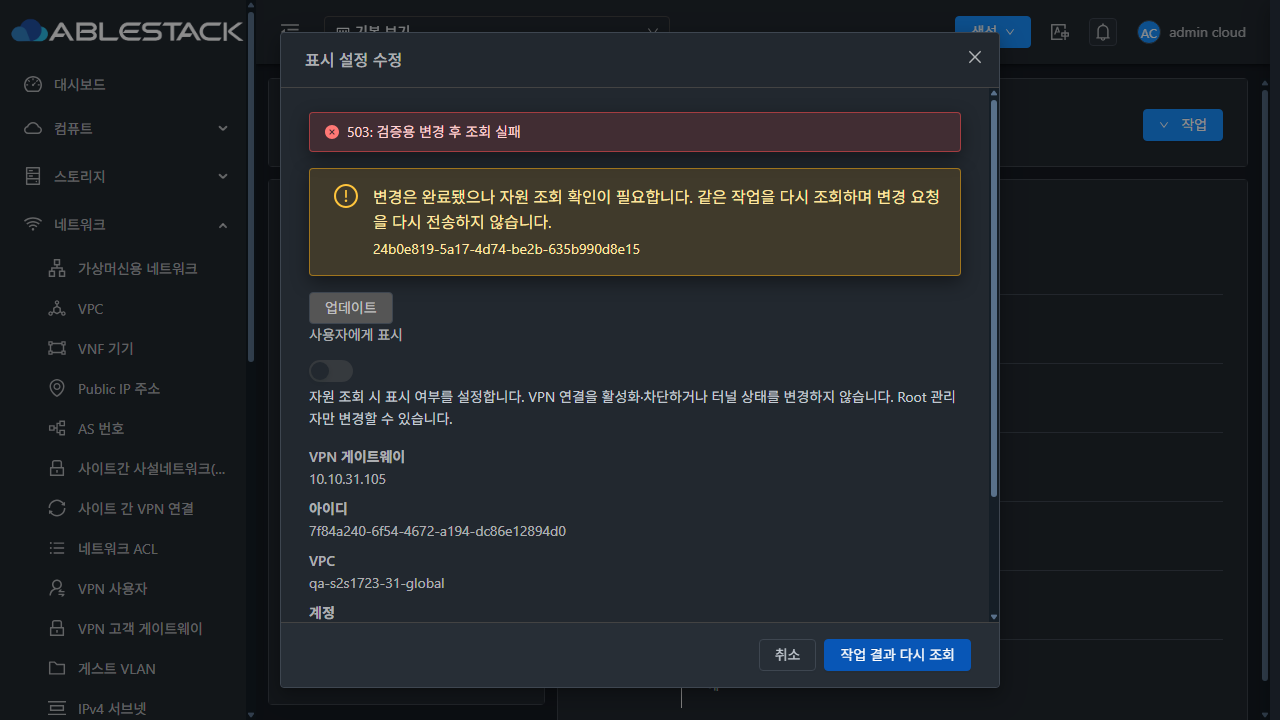 ABLESTACK
기본 보기
생성
admin cloud
AC
표시 설정 수정
대시보드
컴퓨트
스토리지
네트워크
가상머신용 네트워크
VPC
VNF 기기
Public IP 주소
AS 번호
사이트간 사설네트워크(...
사이트 간 VPN 연결
네트워크 ACL
VPN 사용자
VPN 고객 게이트웨이
게스트 VLAN
IPv4 서브넷
작업
503: 검증용 변경 후 조회 실패
변경은 완료됐으나 자원 조회 확인이 필요합니다. 같은 작업을 다시 조회하며 변경 요청
을 다시 전송하지 않습니다.
24b0e819-5a17-4d74-be2b-635b990d8e15
업데이트
사용자에게 표시
자원 조회 시 표시 여부를 설정합니다. VPN 연결을 활성화·차단하거나 터널 상태를 변경하지 않습니다. Root 관리
자만 변경할 수 있습니다.
VPN 게이트웨이
10.10.31.105
아이디
7f84a240-6f54-4672-a194-dc86e12894d0
VPC
qa-s2s1723-31-global
계정
취소
작업 결과 다시 조회